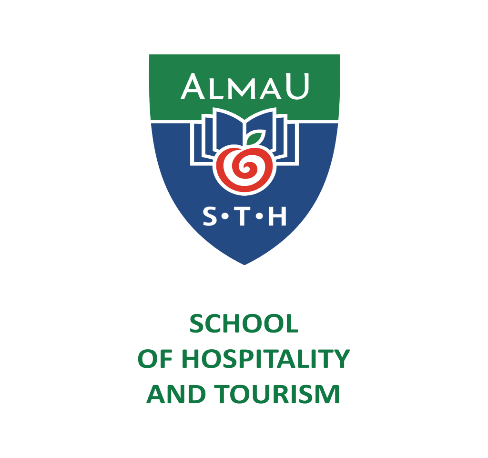 ALMAU
S•T•H
SCHOOL
OF HOSPITALITY
AND TOURISM